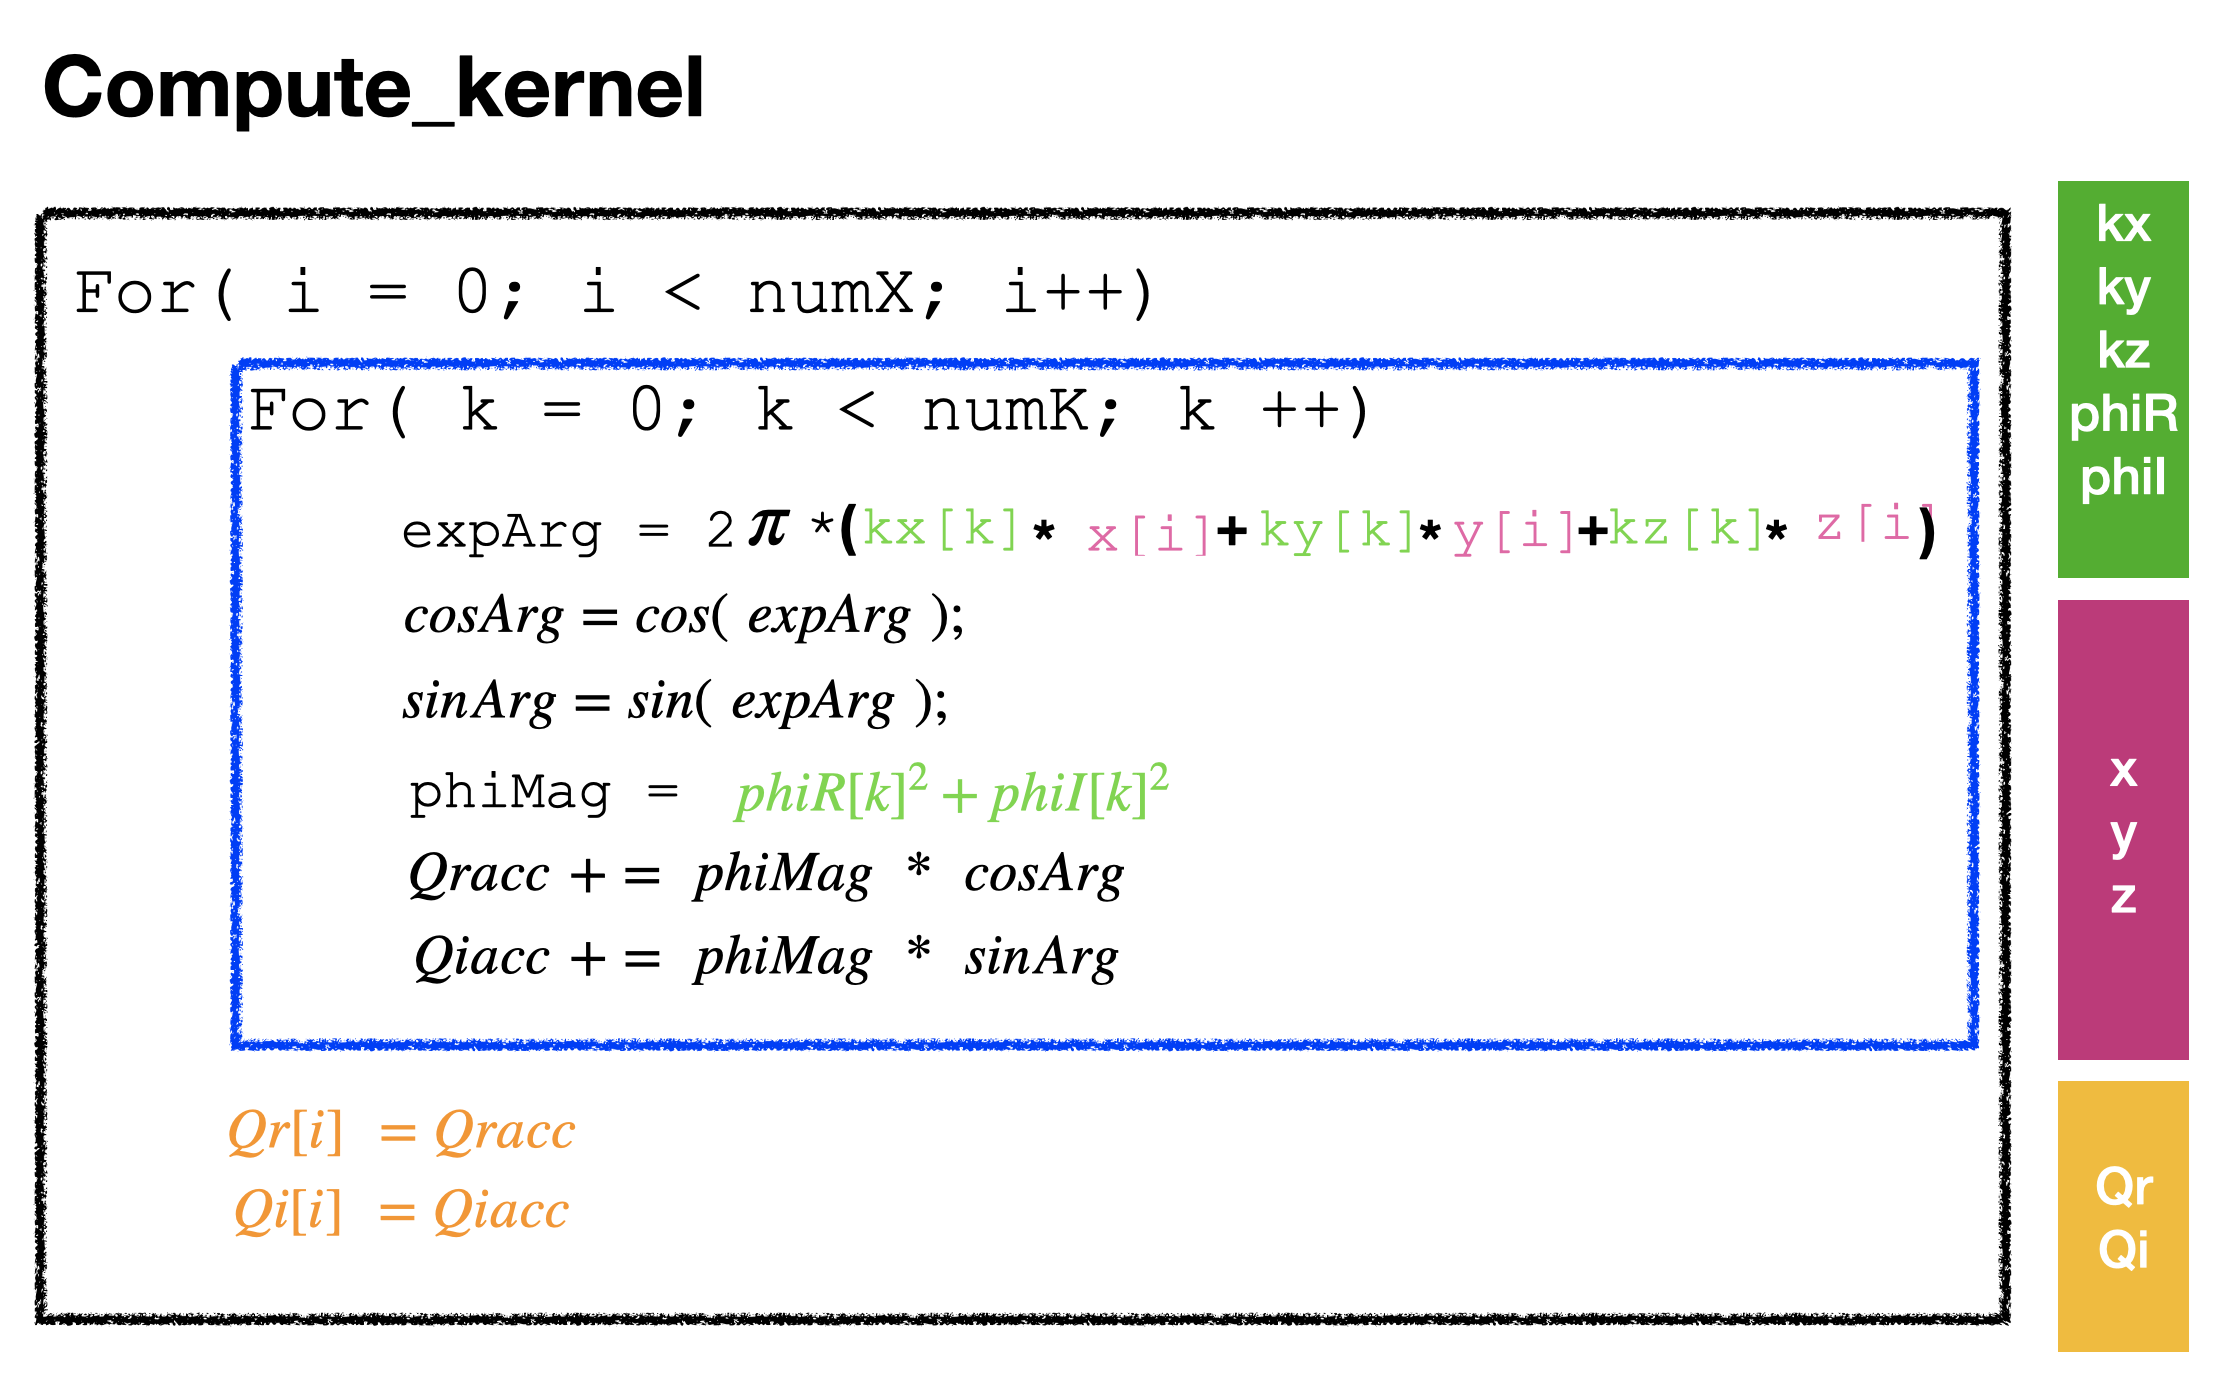 Compute_kernel
For( i = 0; i < numX; i++)
For( k = 0; k < numK; k ++)
expArg = 2π *(kx[k]* x[i]+ky[k]*y[i]+kz[k]* z[i])
cosArg = cos( expArg );
sinArg = sin( expArg );
phiMag = phiR[k]² + phiI[k]²
Qracc + = phiMag * cosArg
Qiacc + = phiMag * sinArg
Qr[i] = Qracc
Qi[i] = Qiacc
kx
ky
kz
phiR
phiI
x
y
z
Qr
Qi